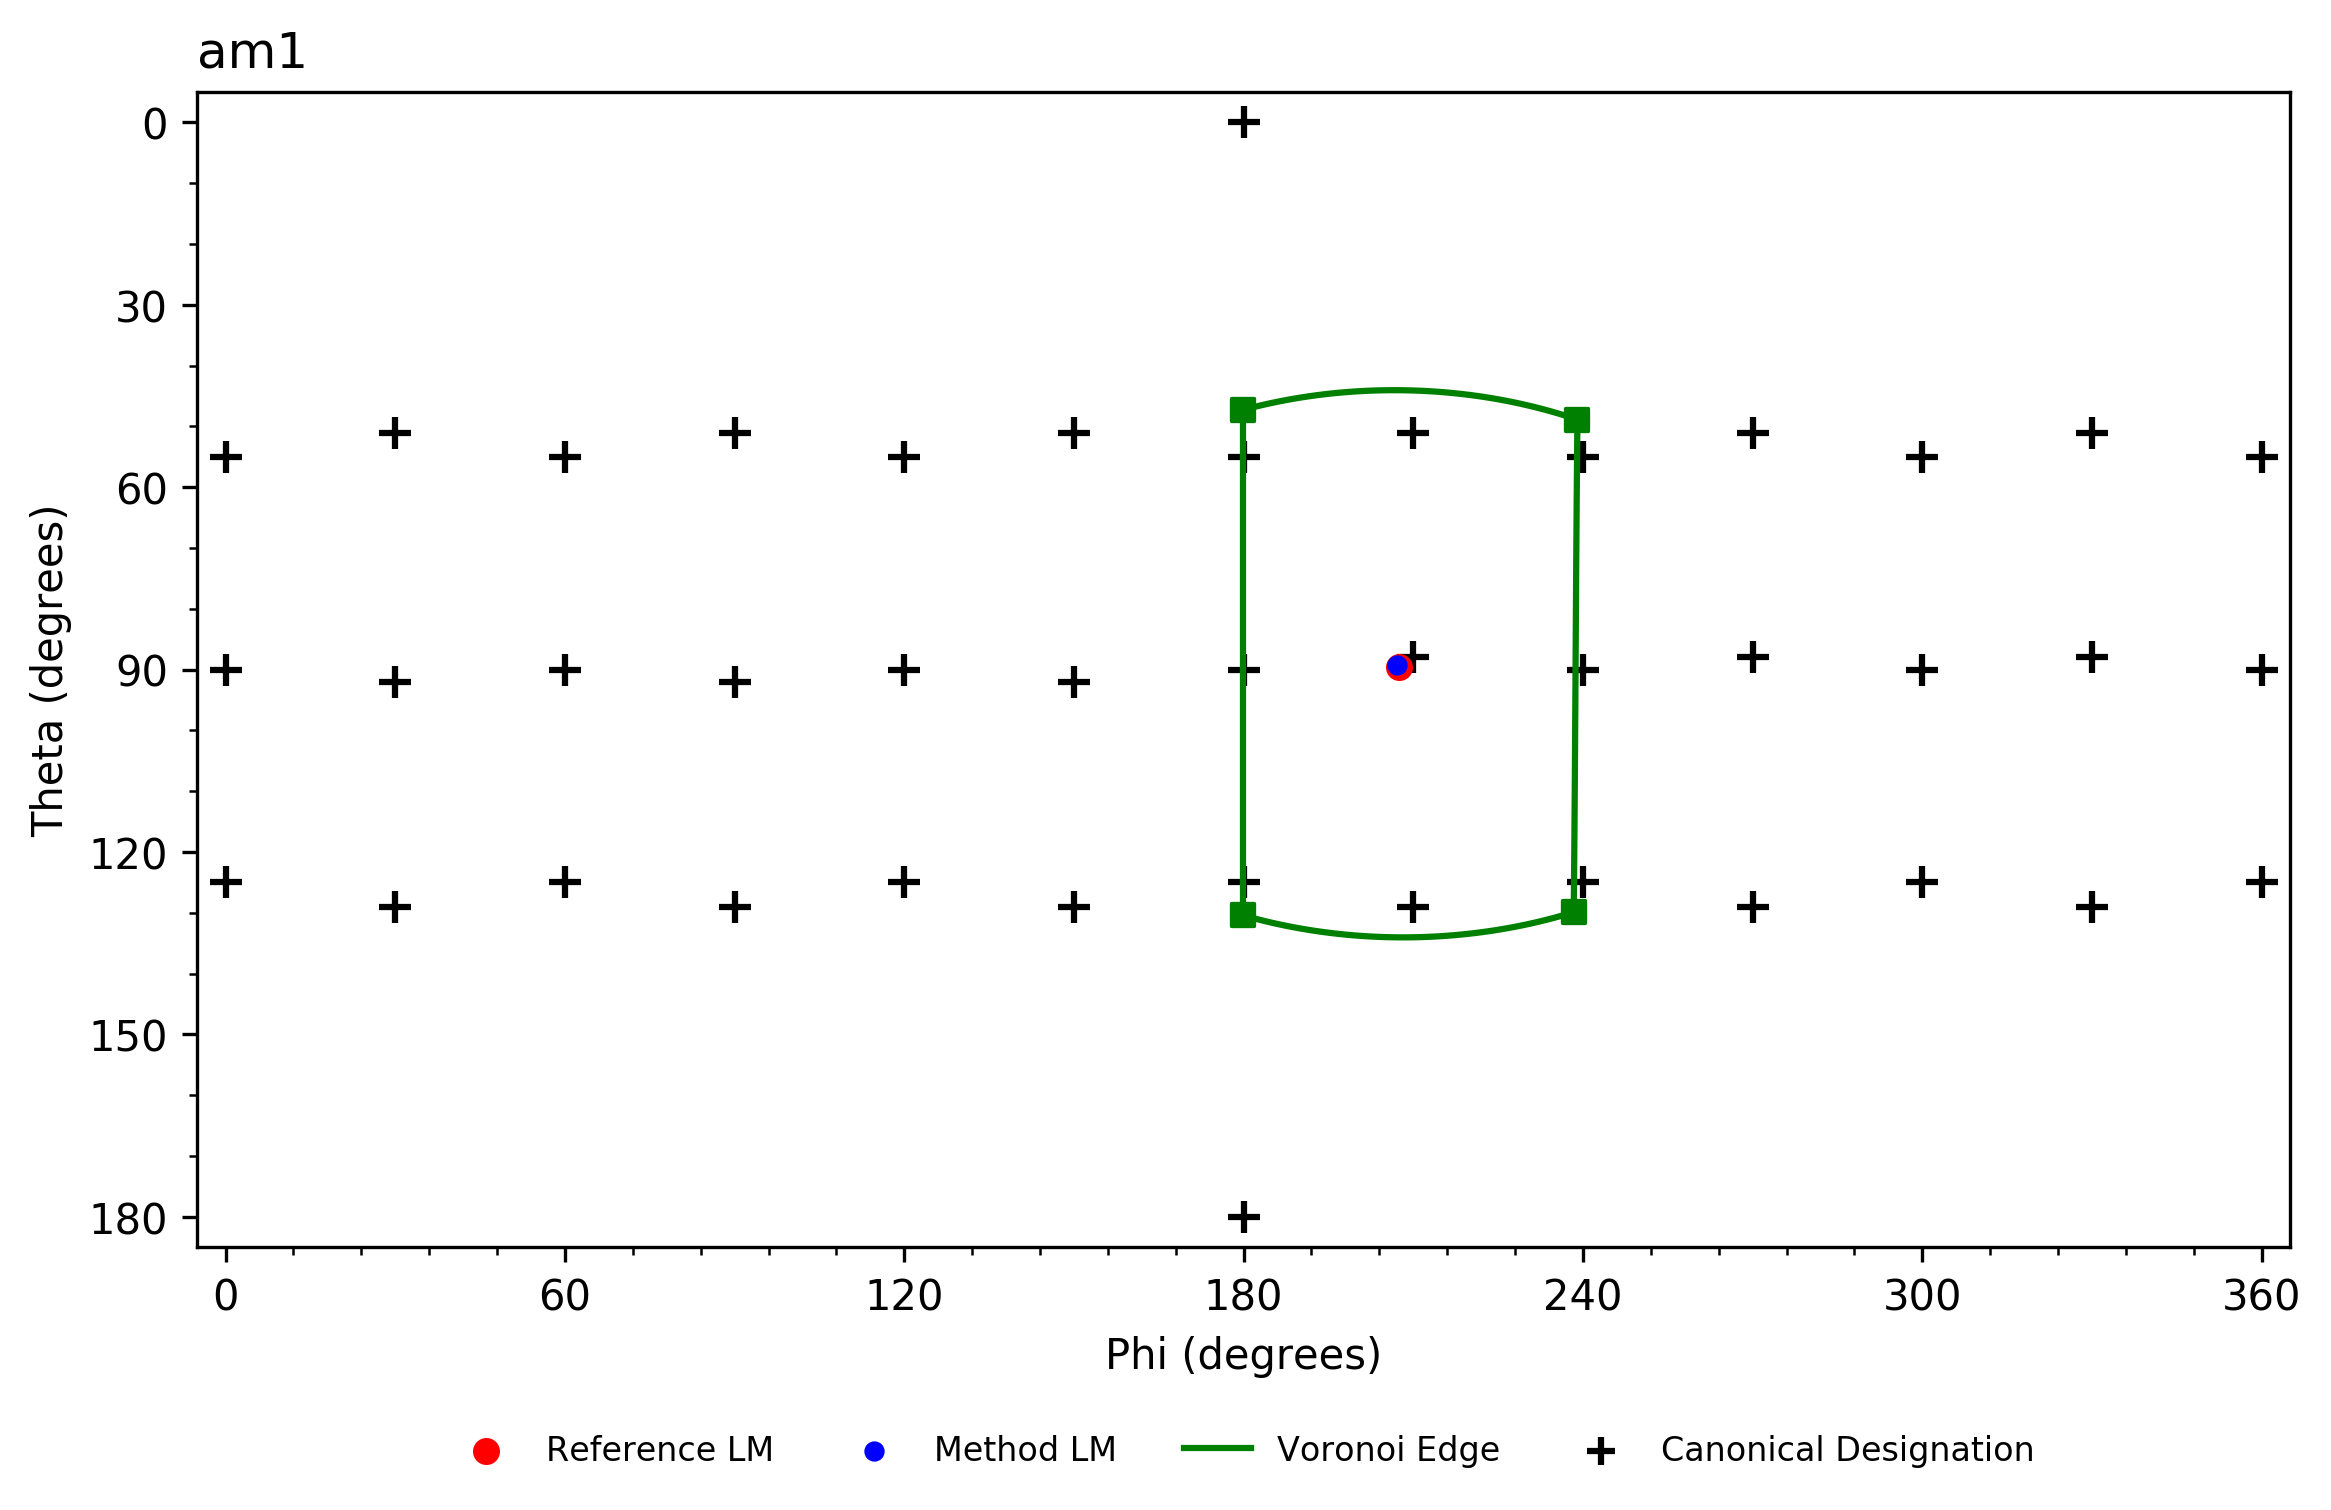 am1
0
30
60
90
120
150
180
Theta (degrees)
0 60 120 180 240 300 360
Phi (degrees)
Reference LM Method LM Voronoi Edge Canonical Designation